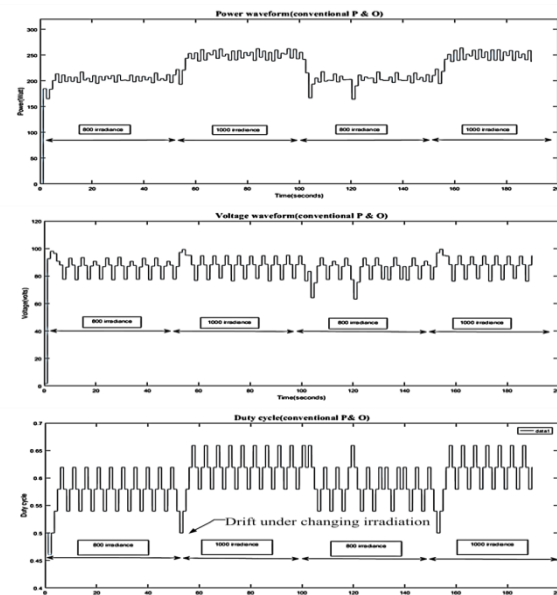 Power waveform(conventional P & O)
300
250
200
150
100
50
0
Power(Watt)
800 irradiance
1000 irradiance
800 irradiance
1000 irradiance
0
20
40
60
80
100
120
140
160
180
200
Time(seconds)
Voltage waveform(conventional P & O)
120
100
80
60
40
20
0
Voltage(volts)
800 irradiance
1000 irradiance
800 irradiance
1000 irradiance
0
20
40
60
80
100
120
140
160
180
Time(seconds)
Duty cycle(conventional P& O)
0.7
0.65
0.6
0.55
0.5
0.45
0.4
Duty cycle
data1
Drift under changing irradiation
800 irradiance
1000 irradiance
800 irradiance
1000 irradiance
0
20
40
60
80
100
120
140
160
180